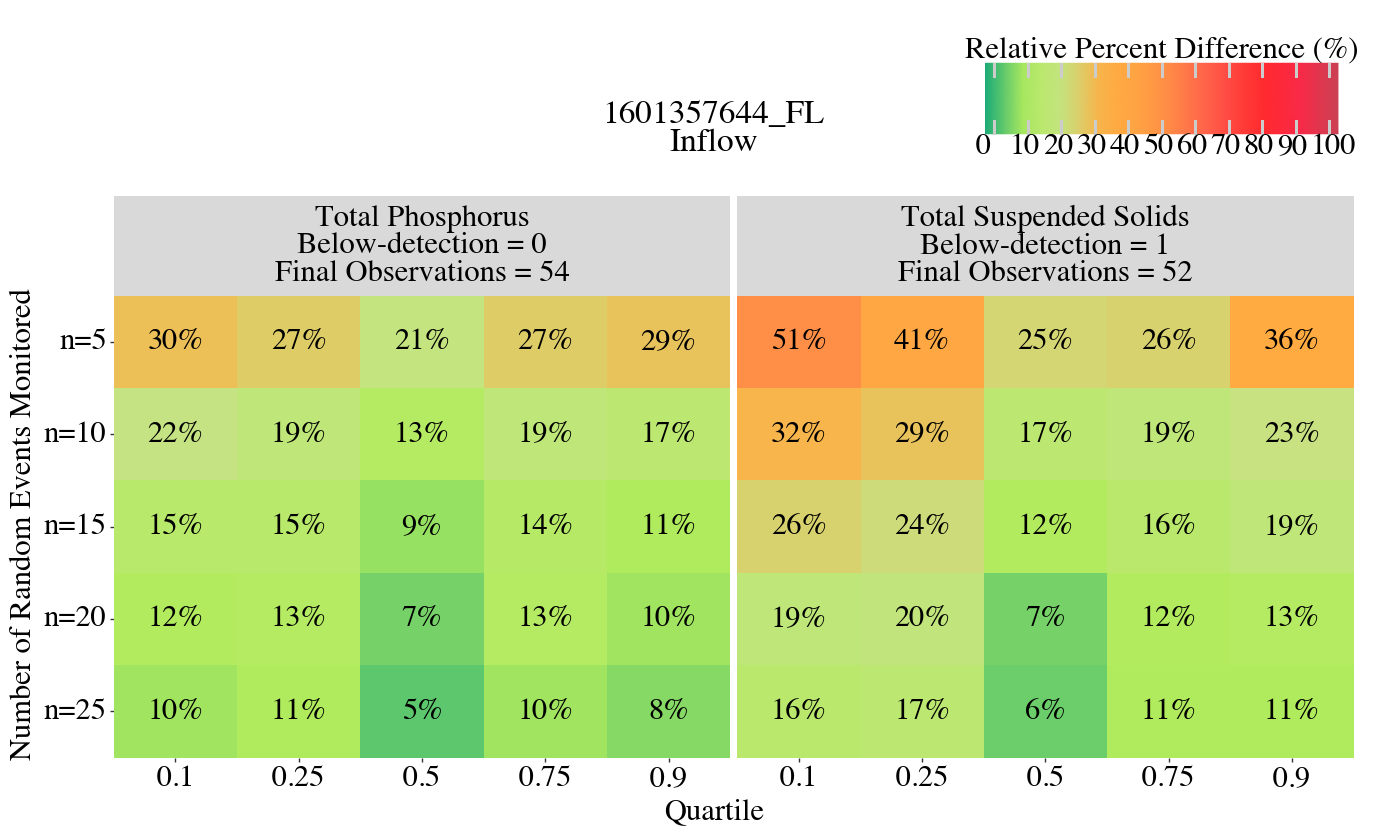 Relative Percent Difference (%)
0 10 20 30 40 50 60 70 80 90 100
1601357644_FL
Inflow
Total Phosphorus
Below-detection = 0
Final Observations = 54
Total Suspended Solids
Below-detection = 1
Final Observations = 52
Number of Random Events Monitored
n=5 30% 27% 21% 27% 29% 51% 41% 25% 26% 36%
n=10 22% 19% 13% 19% 17% 32% 29% 17% 19% 23%
n=15 15% 15% 9% 14% 11% 26% 24% 12% 16% 19%
n=20 12% 13% 7% 13% 10% 19% 20% 7% 12% 13%
n=25 10% 11% 5% 10% 8% 16% 17% 6% 11% 11%
0.1 0.25 0.5 0.75 0.9 0.1 0.25 0.5 0.75 0.9
Quartile